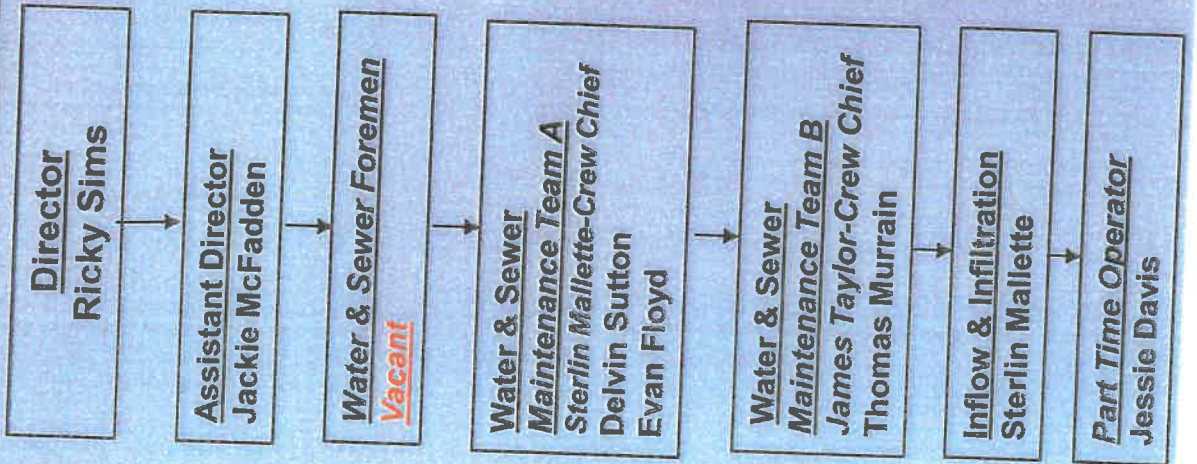 Director
Ricky Sims
Assistant Director
Jackie McFadden
Water & Sewer Foremen
Vacant
Water & Sewer
Maintenance Team A
Sterlin Mallette-Crew Chief
Delvin Sutton
Evan Floyd
Water & Sewer
Maintenance Team B
James Taylor-Crew Chief
Thomas Murrain
Inflow & Infiltration
Sterlin Mallette
Part Time Operator
Jessie Davis